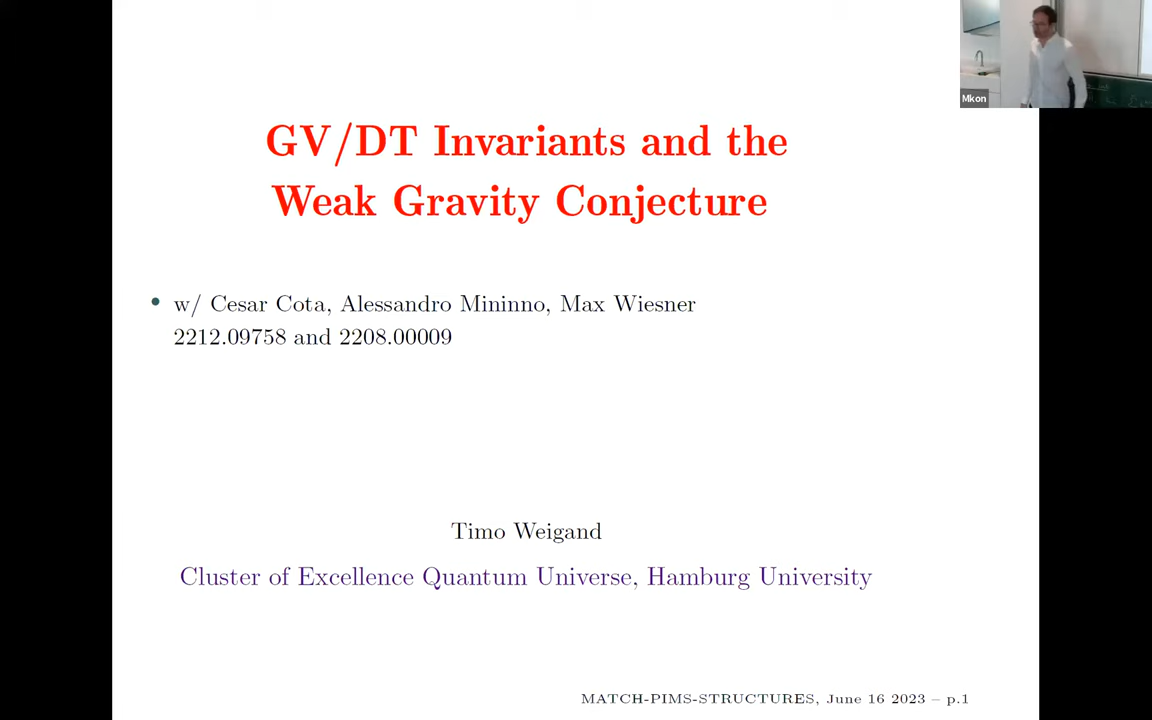 Mkon
GV/DT Invariants and the
Weak Gravity Conjecture
• w/ Cesar Cota, Alessandro Mininno, Max Wiesner
2212.09758 and 2208.00009
Timo Weigand
Cluster of Excellence Quantum Universe, Hamburg University
MATCH-PIMS-STRUCTURES, June 16 2023 – p.1